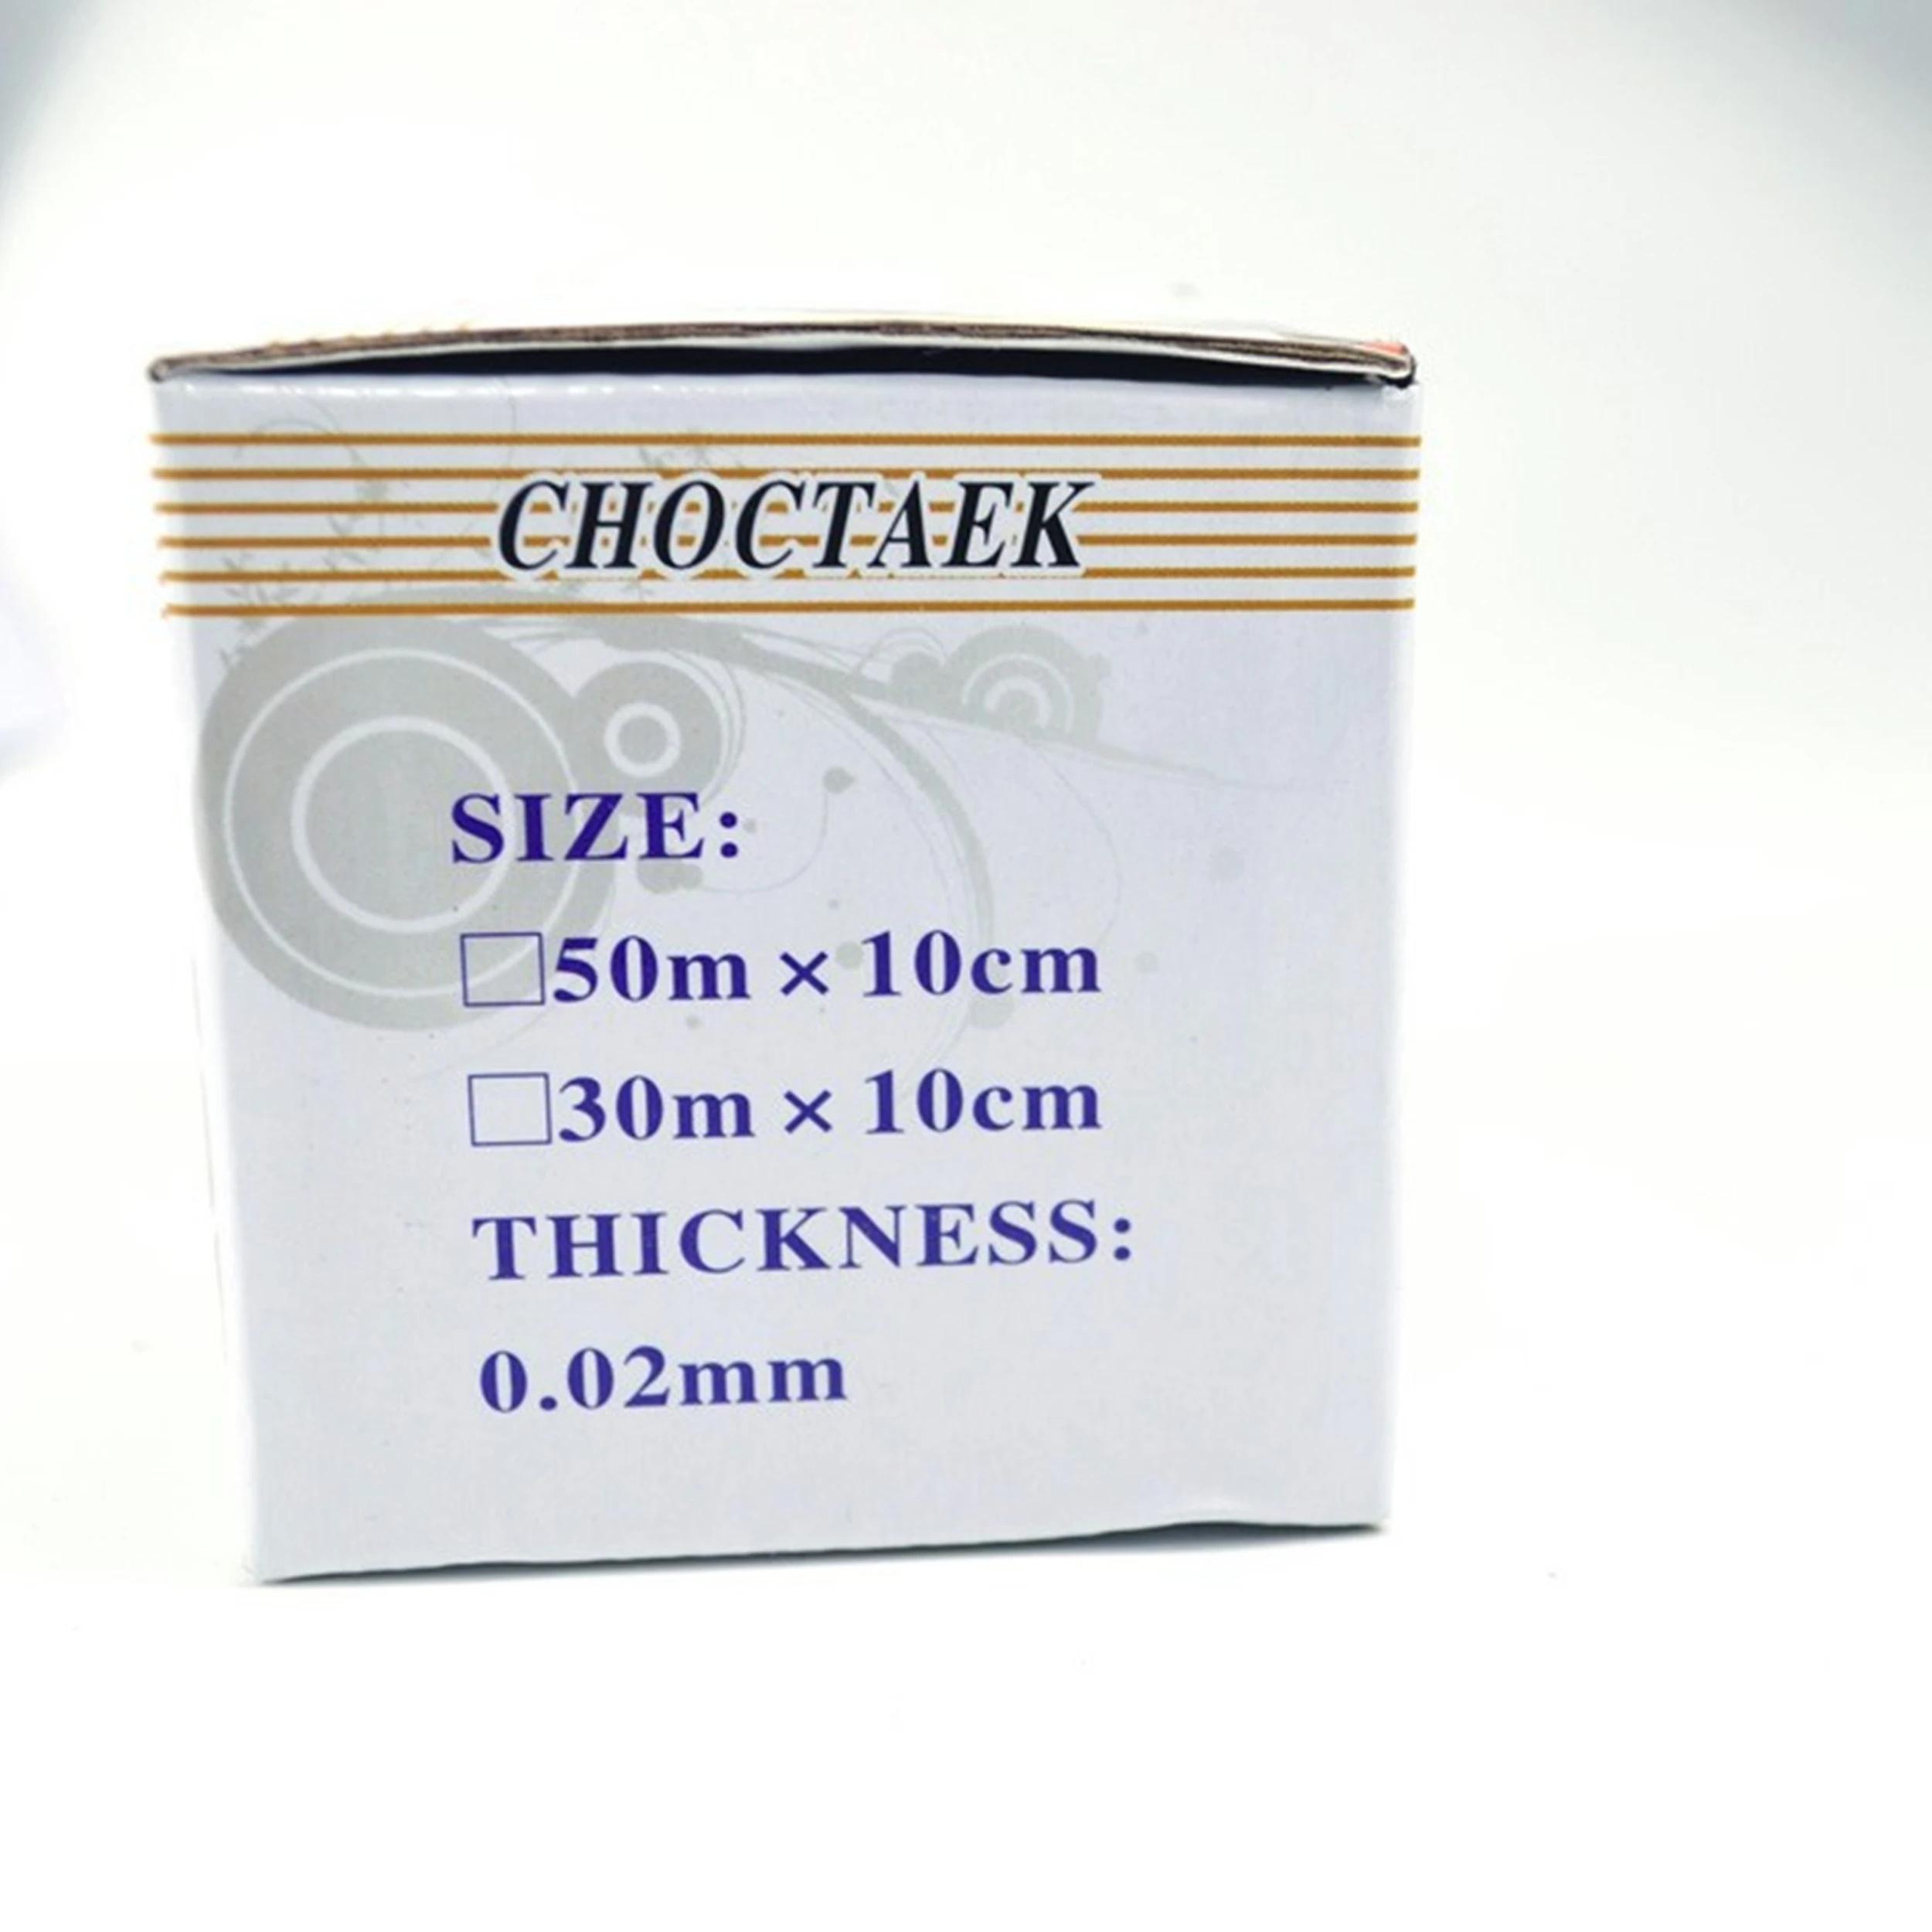 CHOCTAEK
SIZE:
□50m × 10cm
□30m × 10cm
THICKNESS:
0.02mm